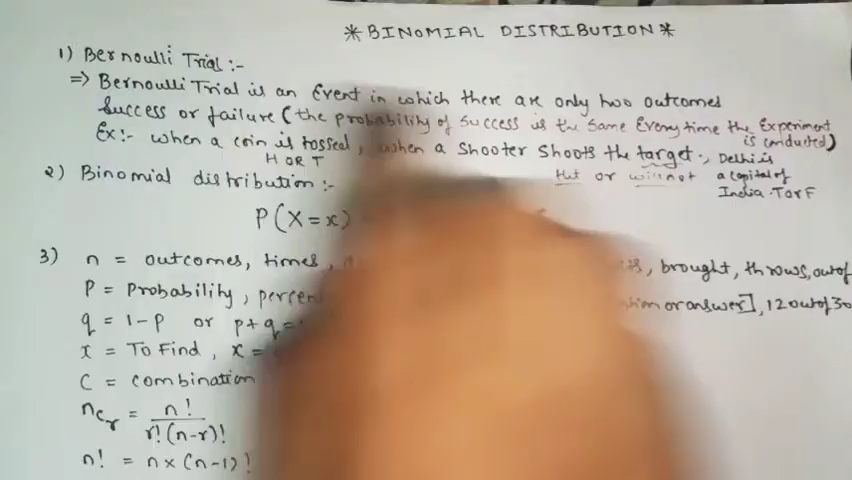 *BINOMIAL DISTRIBUTION*
1) Bernoulli Trial :-
=> Bernoulli Trial is an Event in which there are only two outcomes
Success or failure (the probability of success is the same Every time the Experiment is conducted)
Ex:- when a coin is tossed, when a shooter shoots the target., Delhi is
H OR T Hit or will not a capital of
2) Binomial distribution :- India. T or F
P(X=x)
3) n = outcomes, times, brought, throws, out of
P = Probability, percen ation or answer], 12 out of 30
q = 1-p or p+q=
x = To Find, x =
C = combination
nCr = n! / r!(n-r)!
n! = n×(n-1)!